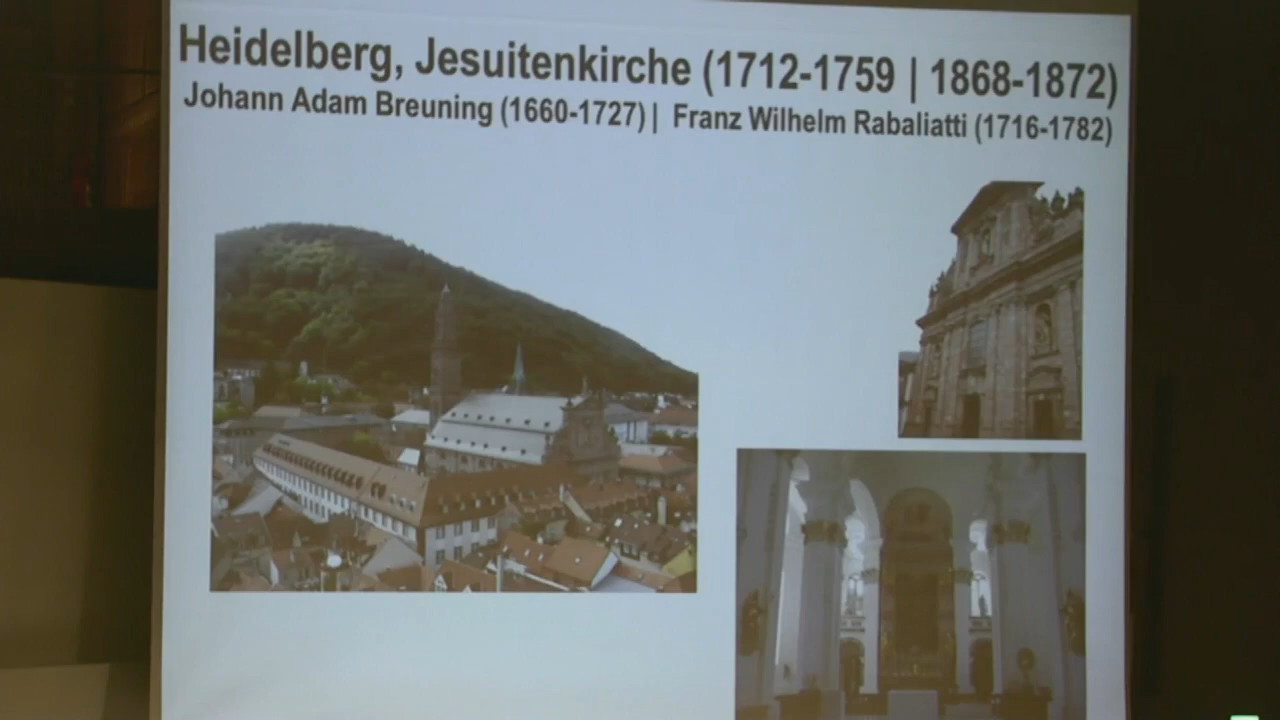 Heidelberg, Jesuitenkirche (1712-1759 | 1868-1872)
Johann Adam Breuning (1660-1727) | Franz Wilhelm Rabaliatti (1716-1782)